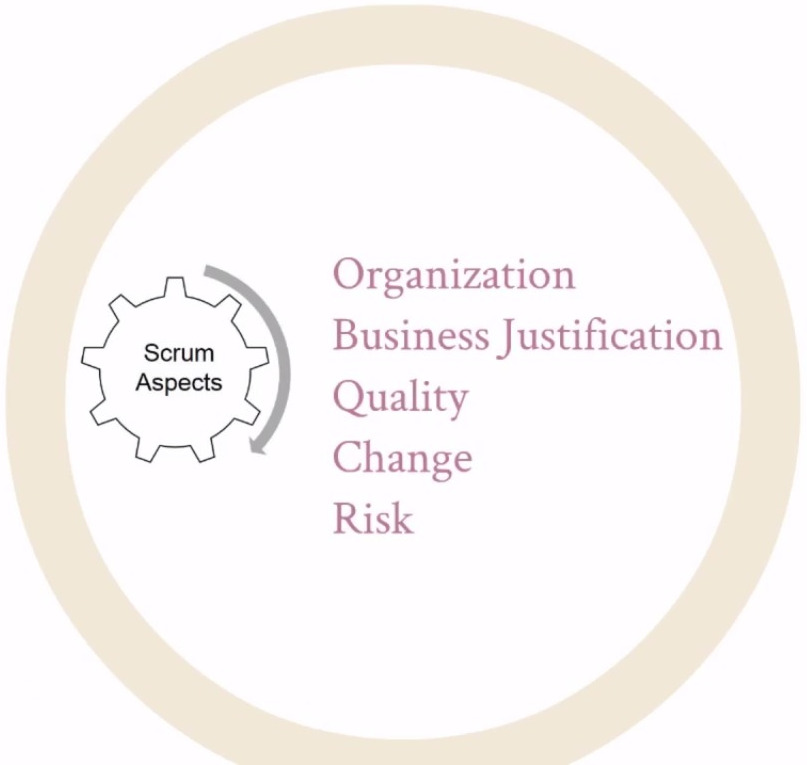 Scrum
Aspects
Organization
Business Justification
Quality
Change
Risk